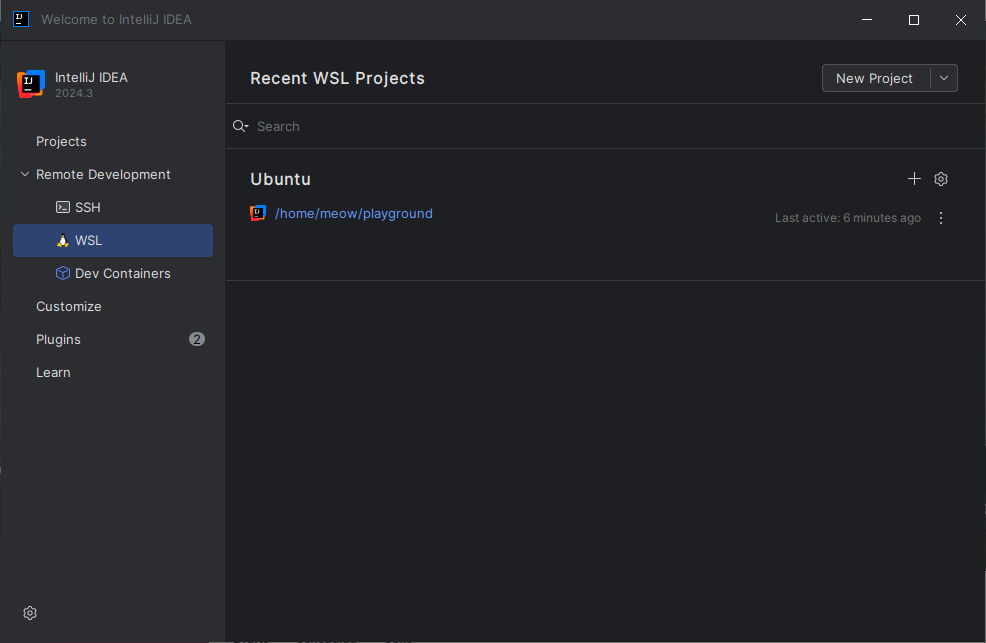 Welcome to IntelliJ IDEA
IntelliJ IDEA
2024.3
Projects
Remote Development
SSH
WSL
Dev Containers
Customize
Plugins 2
Learn
Recent WSL Projects
New Project
Search
Ubuntu
/home/meow/playground
Last active: 6 minutes ago